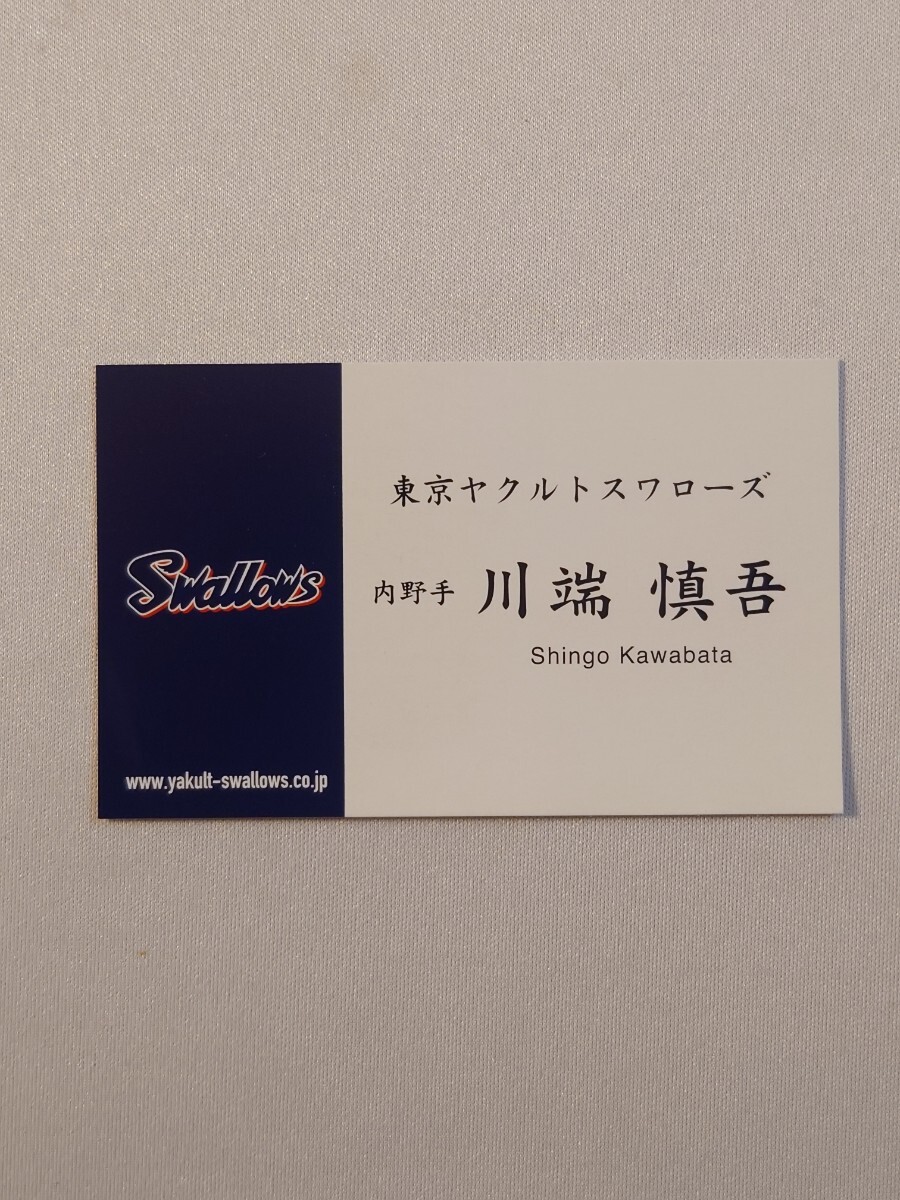 Swallows
www.yakult-swallows.co.jp
東京ヤクルトスワローズ
内野手 川端 慎吾
Shingo Kawabata